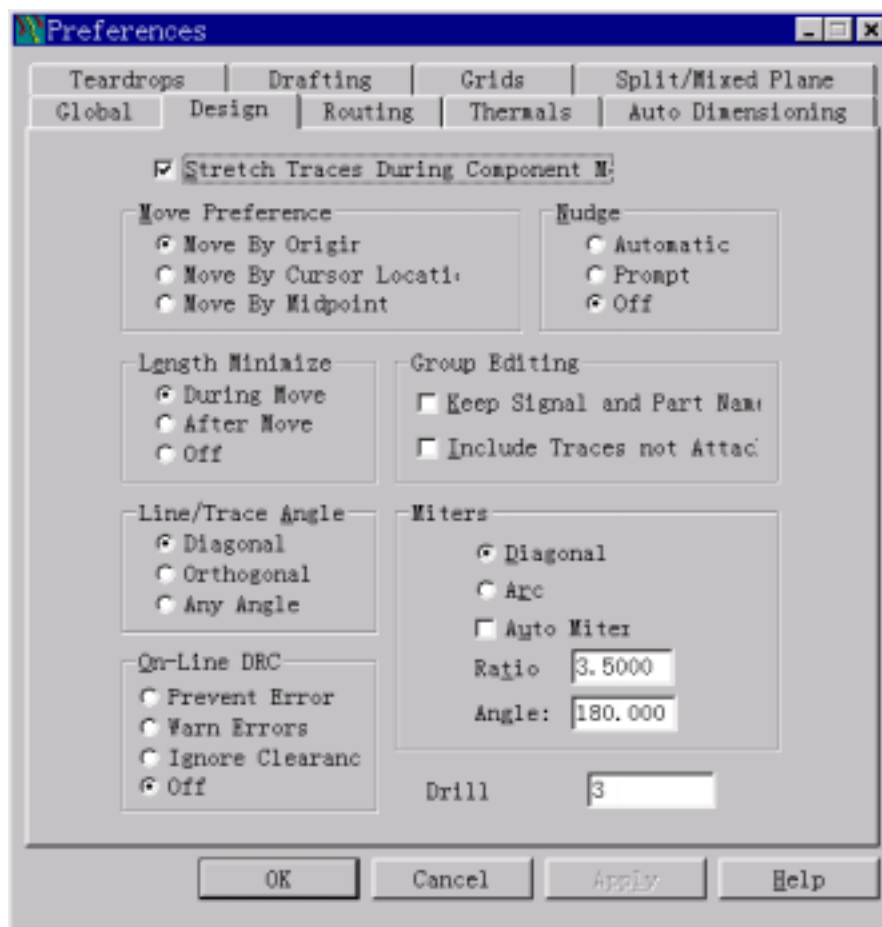 Preferences
Teardrops Drafting Grids Split/Mixed Plane
Global Design Routing Thermals Auto Dimensioning
Stretch Traces During Component M
Move Preference
Move By Origin
Move By Cursor Locati
Move By Midpoint
Nudge
Automatic
Prompt
Off
Length Minimize
During Move
After Move
Off
Group Editing
Keep Signal and Part Name
Include Traces not Attac
Line/Trace Angle
Diagonal
Orthogonal
Any Angle
Miters
Diagonal
Arc
Auto Miter
Ratio 3.5000
Angle: 180.000
On-Line DRC
Prevent Error
Warn Errors
Ignore Clearanc
Off
Drill 3
OK Cancel Apply Help